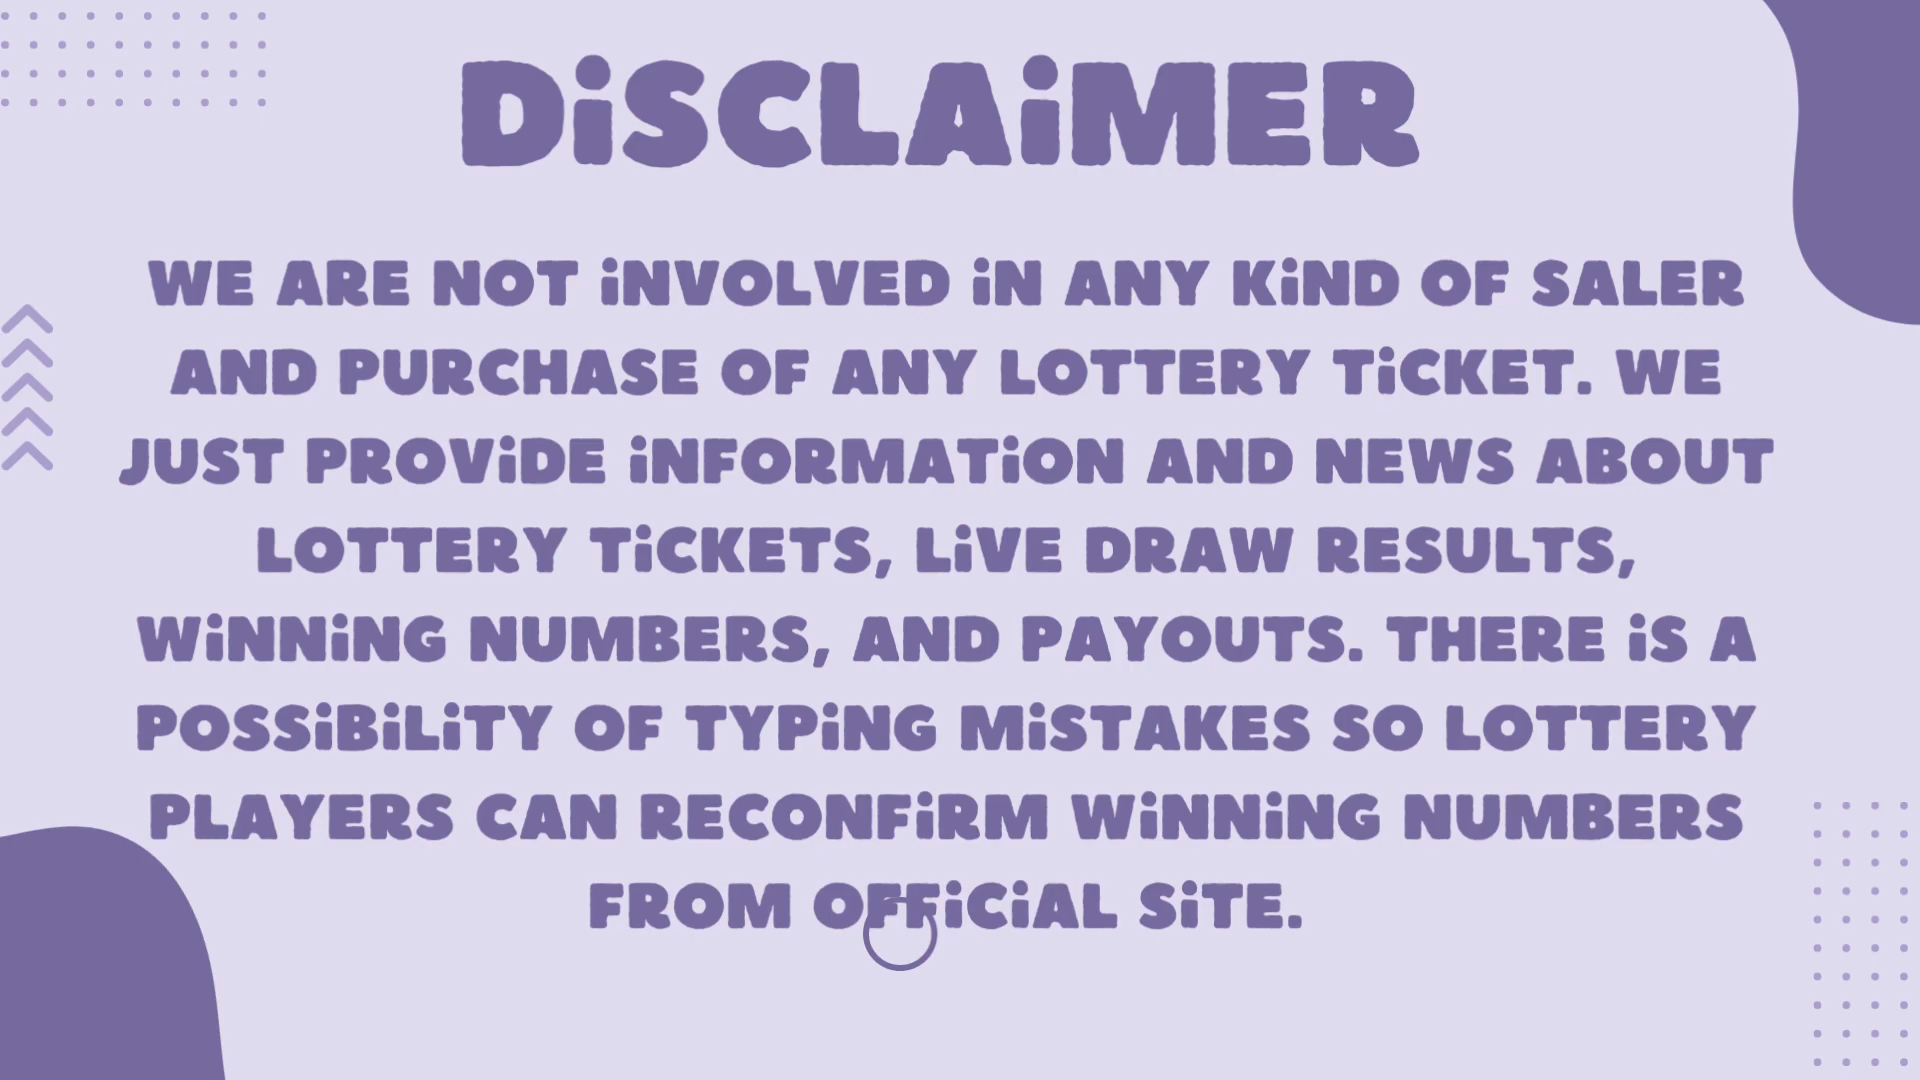 DiSCLAiMER
WE ARE NOT iNVOLVED iN ANY KiND OF SALER
AND PURCHASE OF ANY LOTTERY TiCKET. WE
JUST PROViDE iNFORMATiON AND NEWS ABOUT
LOTTERY TiCKETS, LiVE DRAW RESULTS,
WiNNiNG NUMBERS, AND PAYOUTS. THERE iS A
POSSiBiLiTY OF TYPiNG MiSTAKES SO LOTTERY
PLAYERS CAN RECONFiRM WiNNiNG NUMBERS
FROM OFFiCiAL SiTE.